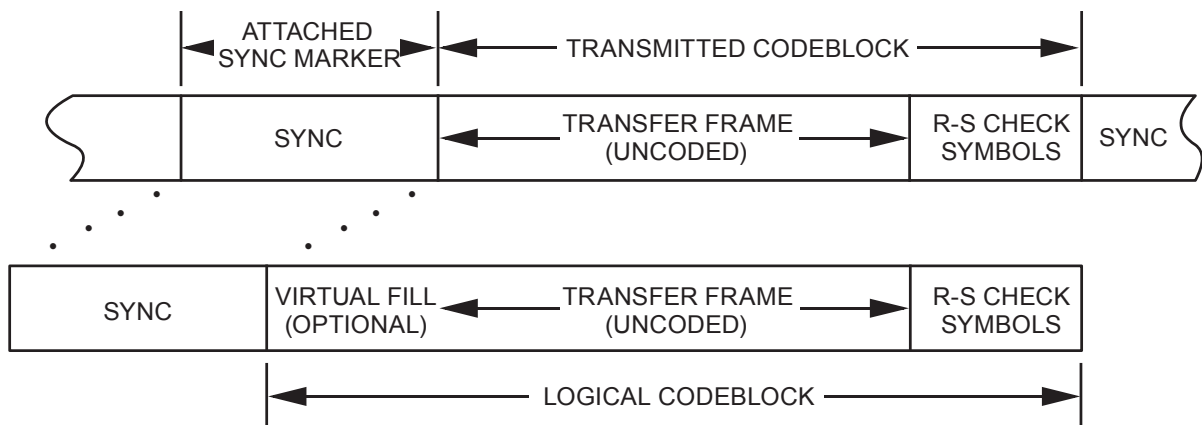 ATTACHED
SYNC MARKER
TRANSMITTED CODEBLOCK
SYNC
TRANSFER FRAME
(UNCODED)
R-S CHECK
SYMBOLS
SYNC
SYNC
VIRTUAL FILL
(OPTIONAL)
TRANSFER FRAME
(UNCODED)
R-S CHECK
SYMBOLS
LOGICAL CODEBLOCK